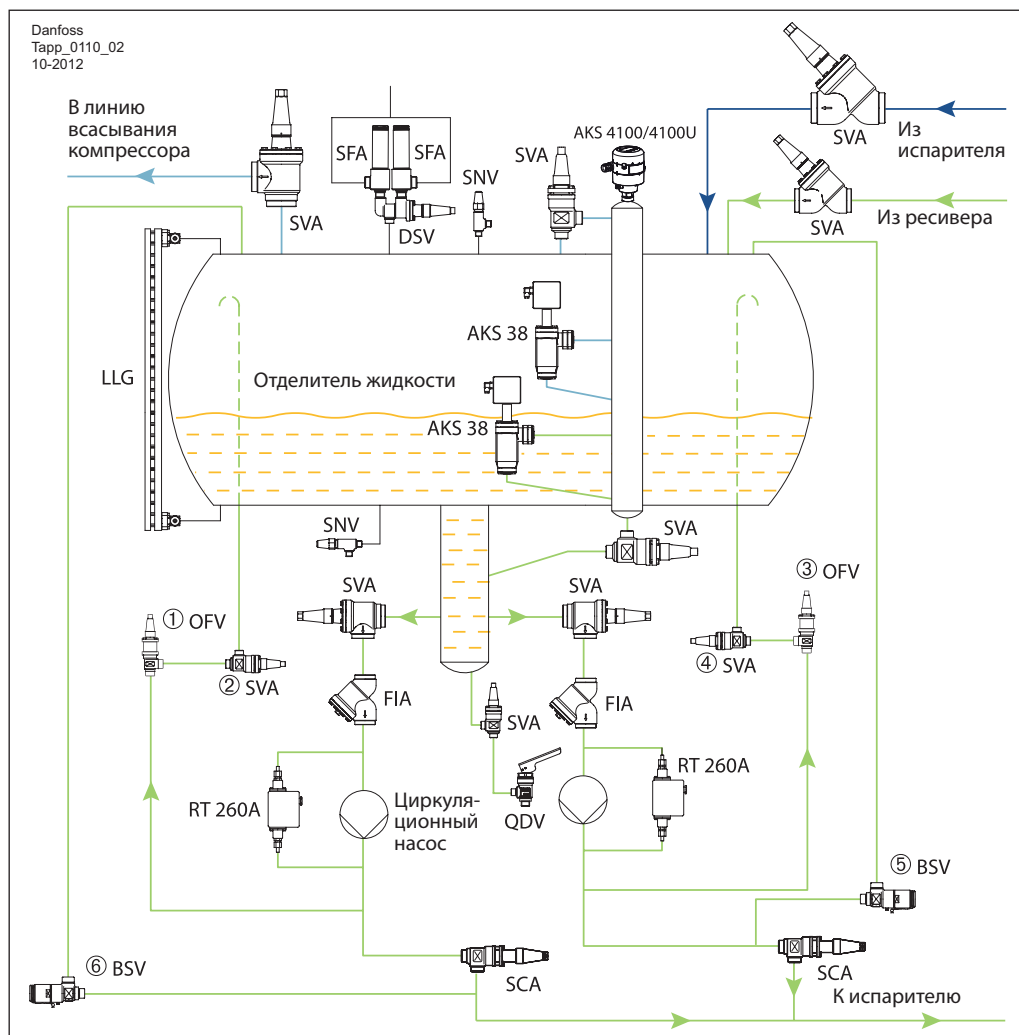 Danfoss
Tapp_0110_02
10-2012
В линию
всасывания
компрессора
SVA
SFA
SFA
DSV
SNV
SVA
AKS 4100/4100U
SVA
Из
испарителя
SVA
Из ресивера
LLG
AKS 38
Отделитель жидкости
AKS 38
SNV
SVA
SVA
SVA
① OFV
② SVA
③ OFV
④ SVA
FIA
SVA
FIA
RT 260A
Циркуля-
ционный
насос
QDV
RT 260A
⑤ BSV
⑥ BSV
SCA
SCA
К испарителю